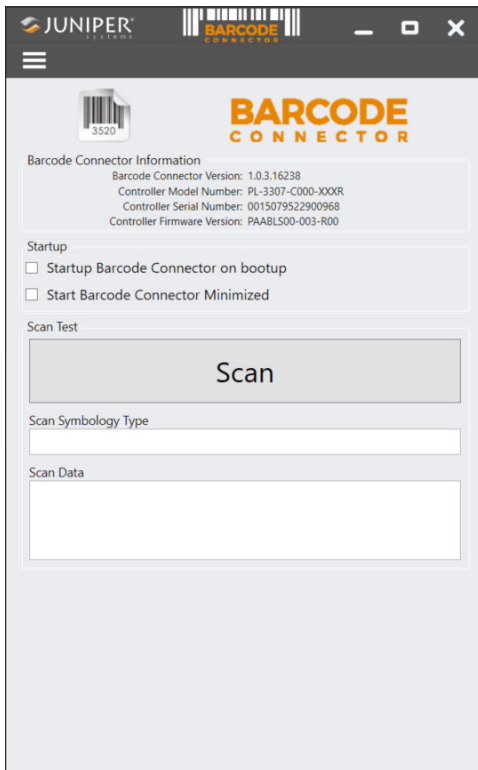 JUNIPER
systems
BARCODE
CONNECTOR
3520
BARCODE
CONNECTOR
Barcode Connector Information
Barcode Connector Version: 1.0.3.16238
Controller Model Number: PL-3307-C000-XXXR
Controller Serial Number: 0015079522900968
Controller Firmware Version: PAABLS00-003-R00
Startup
Startup Barcode Connector on bootup
Start Barcode Connector Minimized
Scan Test
Scan
Scan Symbology Type
Scan Data